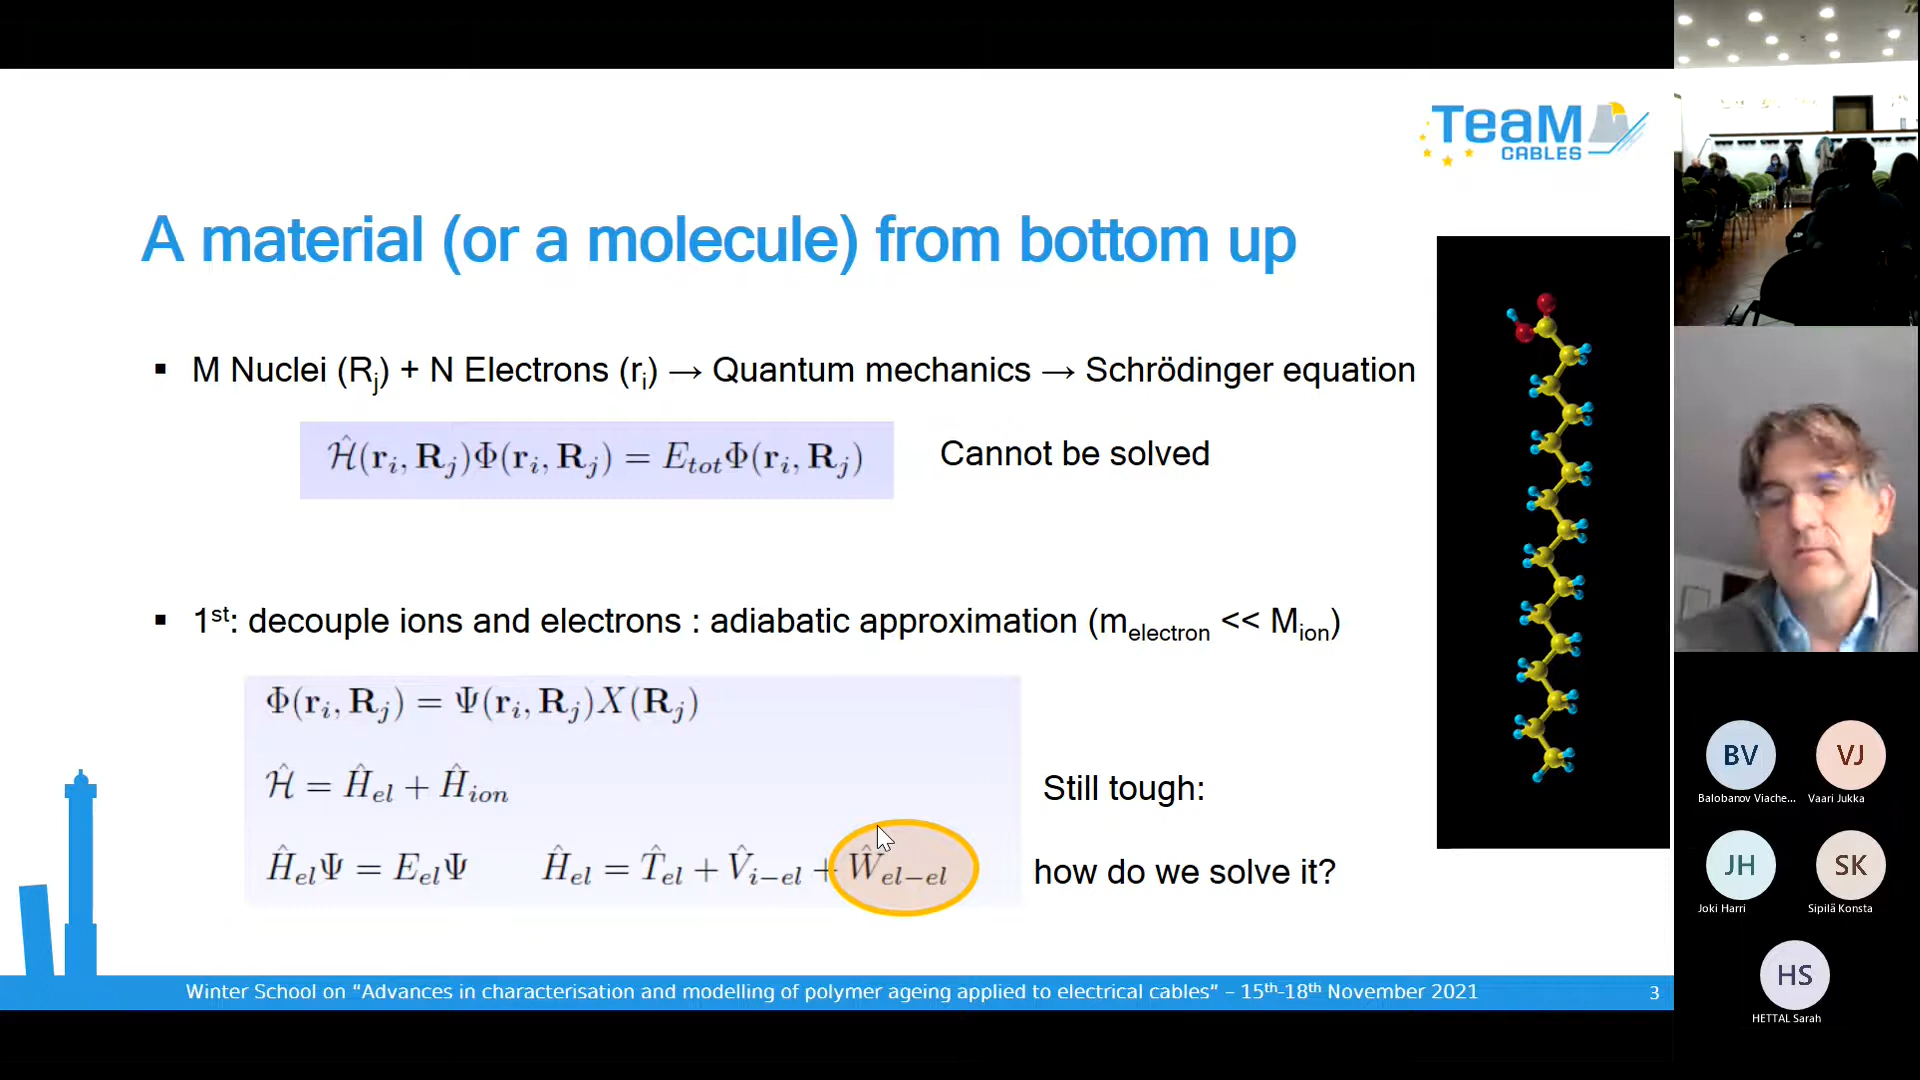 TeaM
CABLES
A material (or a molecule) from bottom up
▪ M Nuclei (Rj) + N Electrons (ri) → Quantum mechanics → Schrödinger equation
Ĥ(ri, Rj)Φ(ri, Rj) = EtotΦ(ri, Rj)
Cannot be solved
▪ 1st: decouple ions and electrons : adiabatic approximation (melectron << Mion)
Φ(ri, Rj) = Ψ(ri, Rj)X(Rj)
Ĥ = Ĥel + Ĥion
Still tough:
ĤelΨ = EelΨ Ĥel = T̂el + V̂i−el + Ŵel−el
how do we solve it?
Winter School on “Advances in characterisation and modelling of polymer ageing applied to electrical cables” – 15th-18th November 2021
3
BV
VJ
Balobanov Viache...
Vaari Jukka
JH
SK
Joki Harri
Sipilä Konsta
HS
HETTAL Sarah